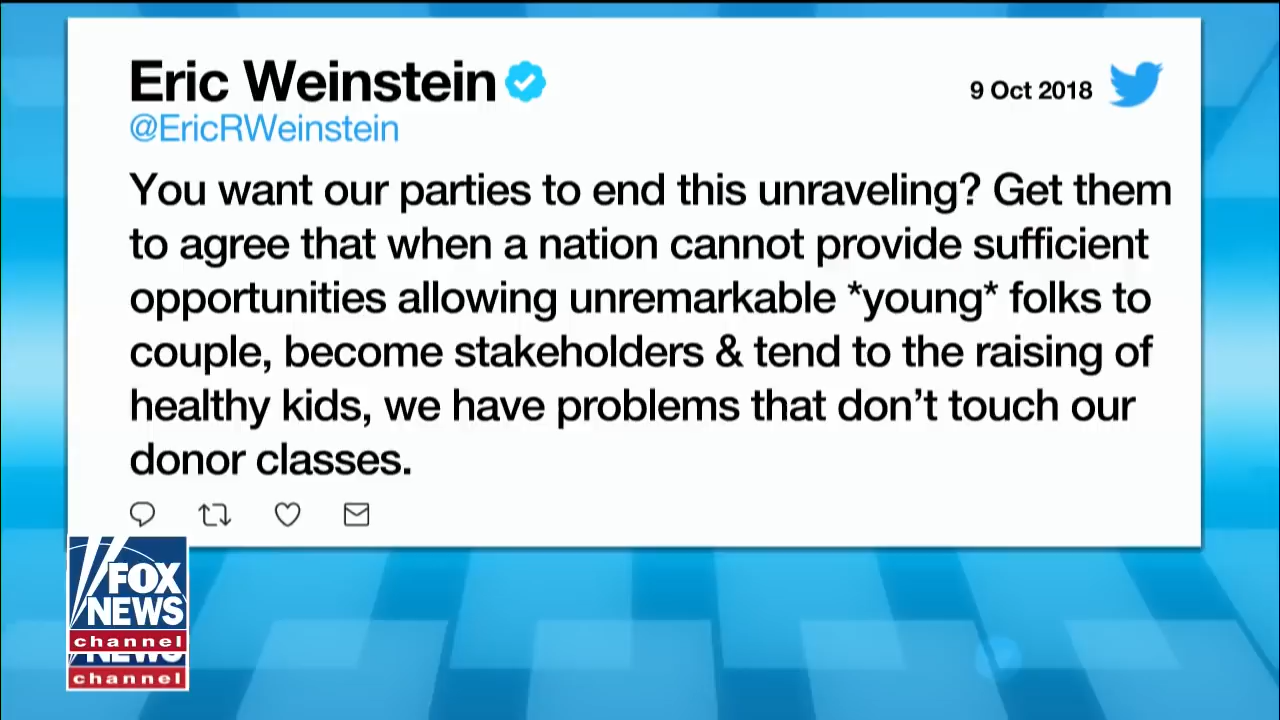 Eric Weinstein
9 Oct 2018
@EricRWeinstein
You want our parties to end this unraveling? Get them
to agree that when a nation cannot provide sufficient
opportunities allowing unremarkable *young* folks to
couple, become stakeholders & tend to the raising of
healthy kids, we have problems that don’t touch our
donor classes.
FOX
NEWS
channel
NEWS
channel